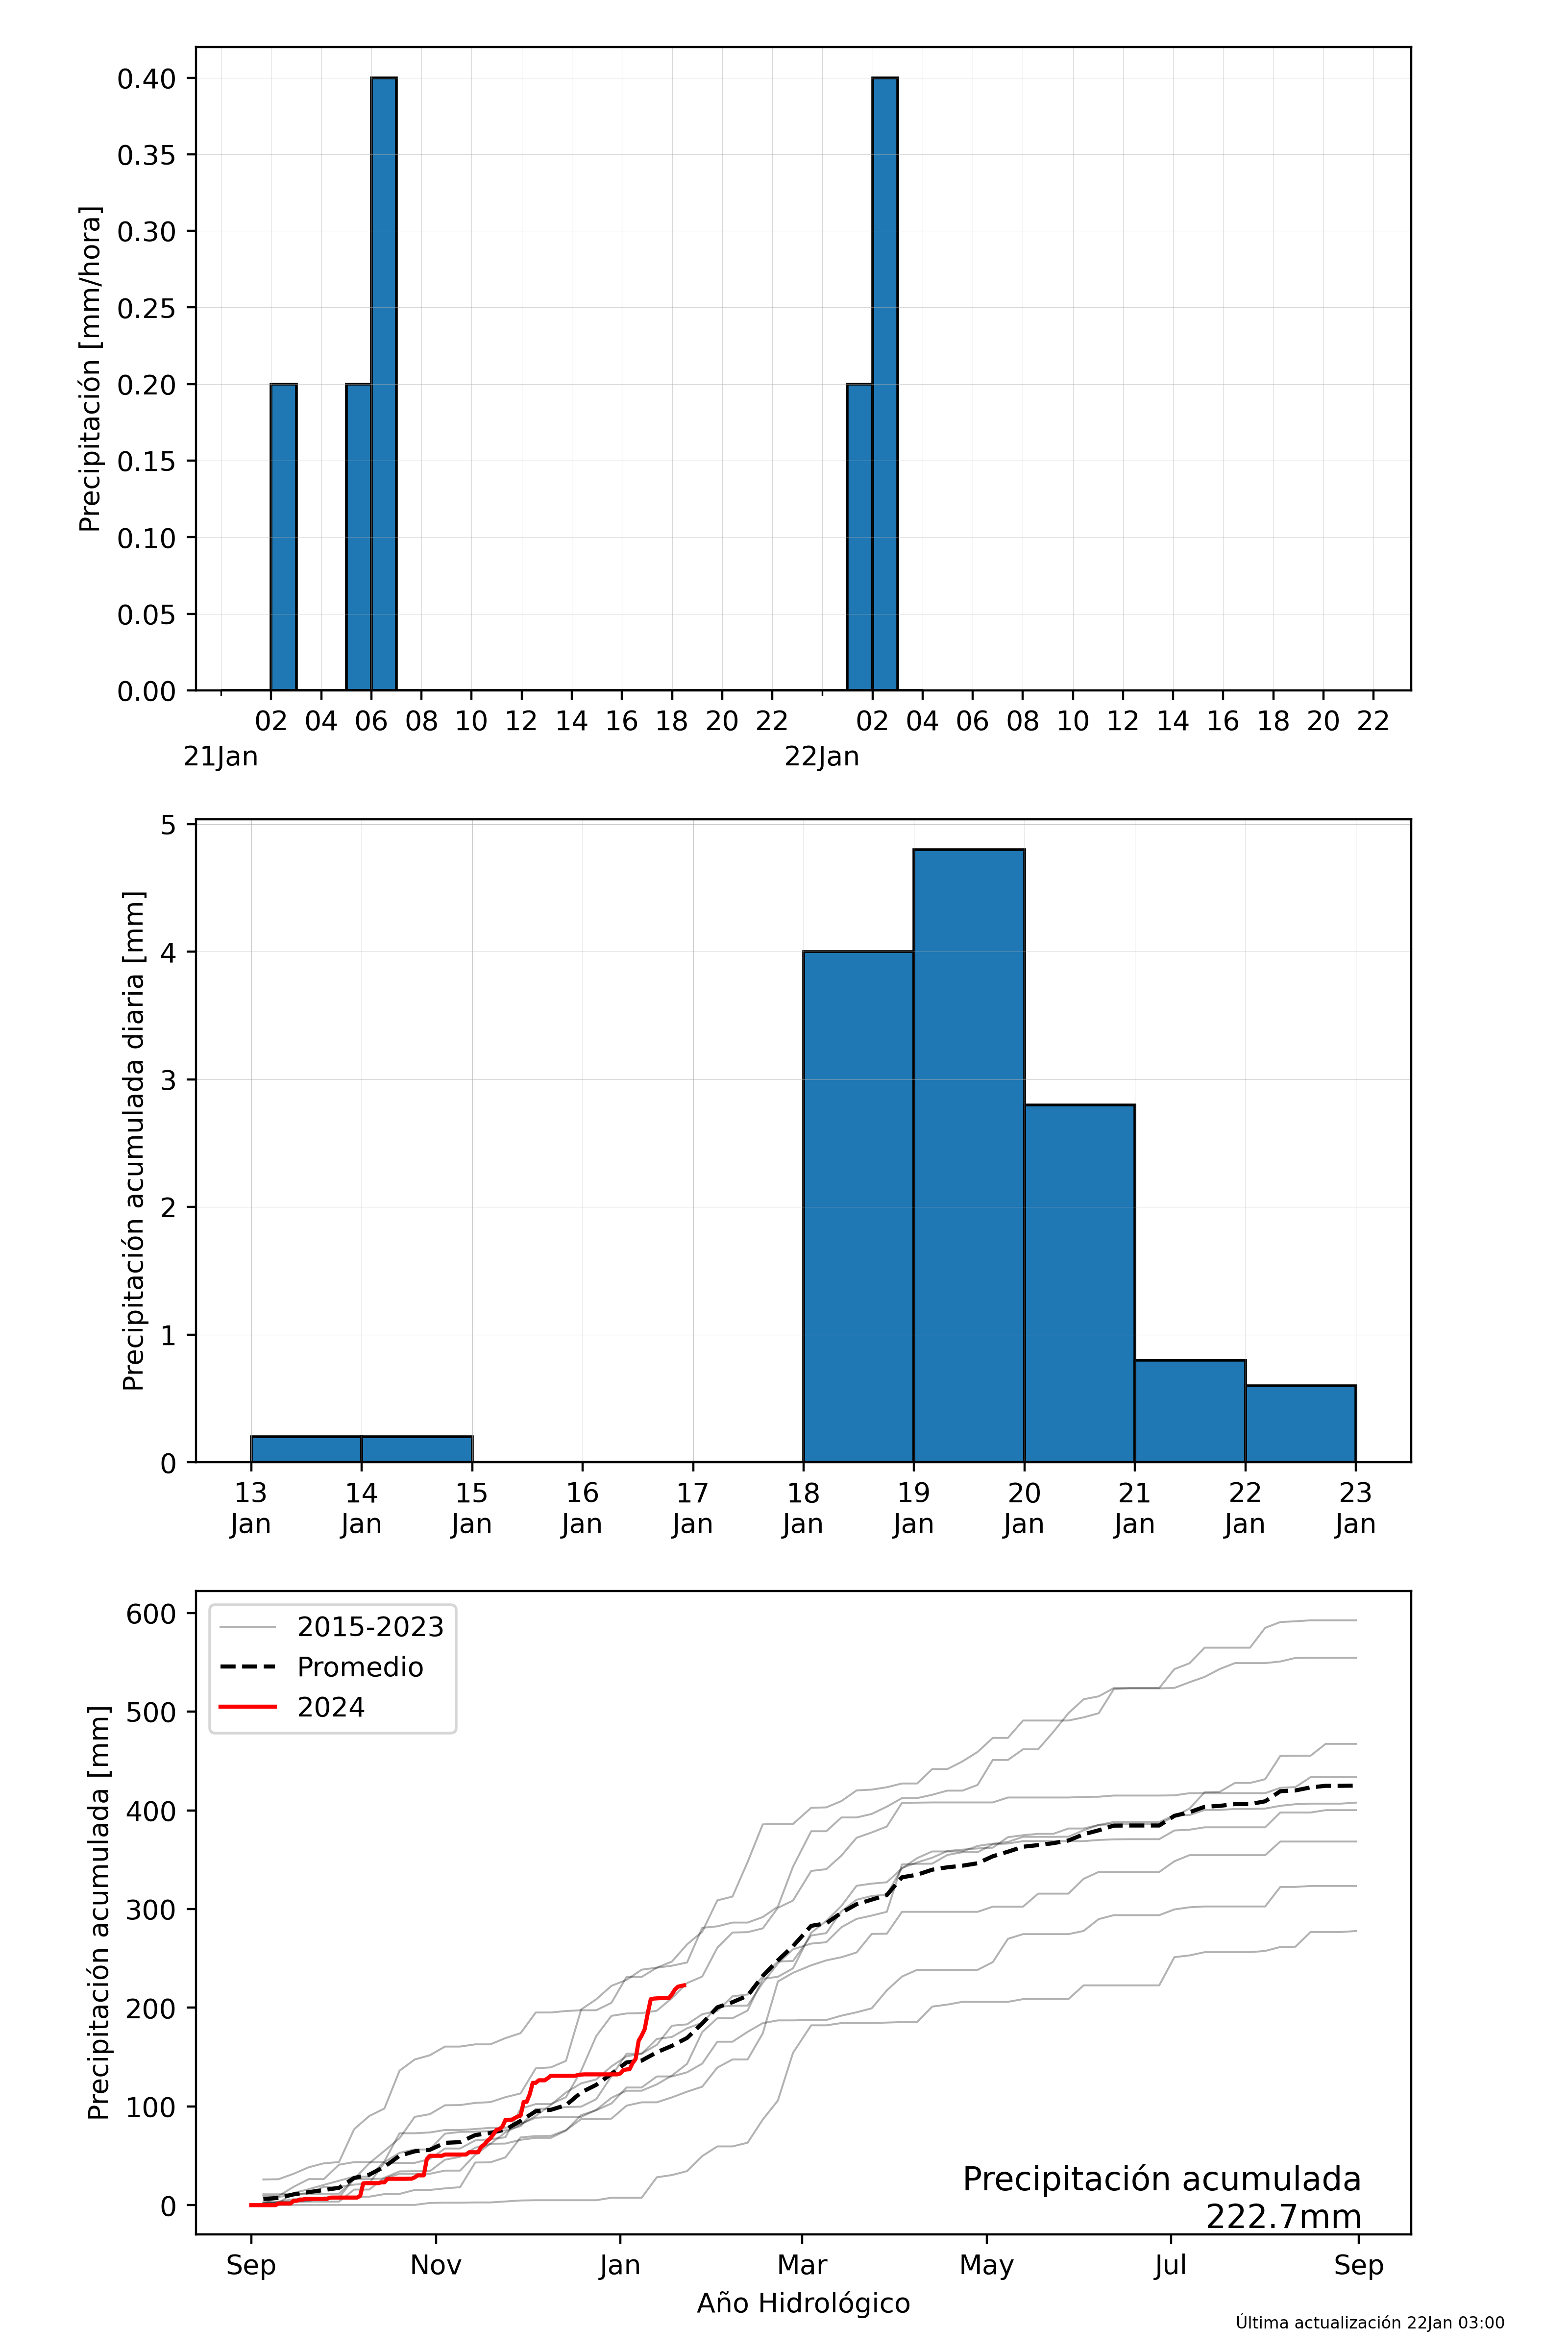 0.40
0.35
0.30
0.25
0.20
0.15
0.10
0.05
0.00
Precipitación [mm/hora]
02 04 06 08 10 12 14 16 18 20 22 02 04 06 08 10 12 14 16 18 20 22
21Jan 22Jan
5
4
3
2
1
0
Precipitación acumulada diaria [mm]
13 14 15 16 17 18 19 20 21 22 23
Jan Jan Jan Jan Jan Jan Jan Jan Jan Jan Jan
600
500
400
300
200
100
0
Precipitación acumulada [mm]
2015-2023
Promedio
2024
Precipitación acumulada
222.7mm
Sep Nov Jan Mar May Jul Sep
Año Hidrológico
Última actualización 22Jan 03:00